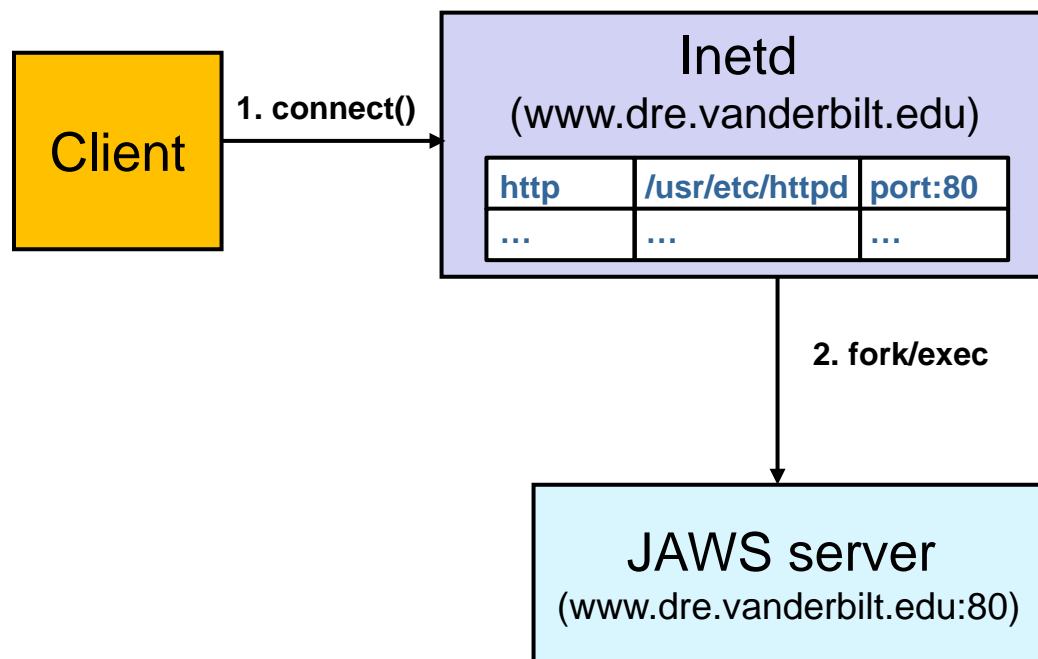 Client
1. connect()
Inetd
(www.dre.vanderbilt.edu)
http /usr/etc/httpd port:80
… … …
2. fork/exec
JAWS server
(www.dre.vanderbilt.edu:80)